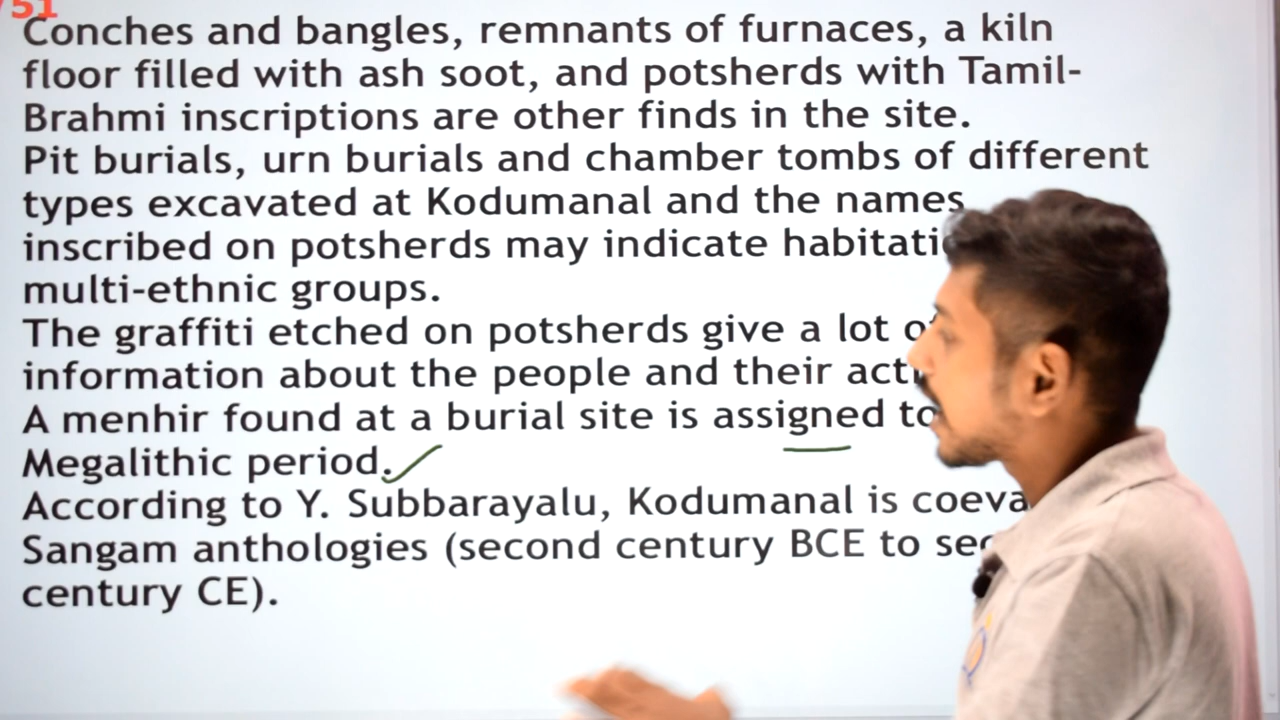 51
Conches and bangles, remnants of furnaces, a kiln
floor filled with ash soot, and potsherds with Tamil-
Brahmi inscriptions are other finds in the site.
Pit burials, urn burials and chamber tombs of different
types excavated at Kodumanal and the names
inscribed on potsherds may indicate
multi-ethnic groups.
The graffiti etched on potsherds give a lot
information about the people and their
A menhir found at a burial site is assigned to
Megalithic period.
According to Y. Subbarayalu, Kodumanal is
Sangam anthologies (second century BCE to
century CE).